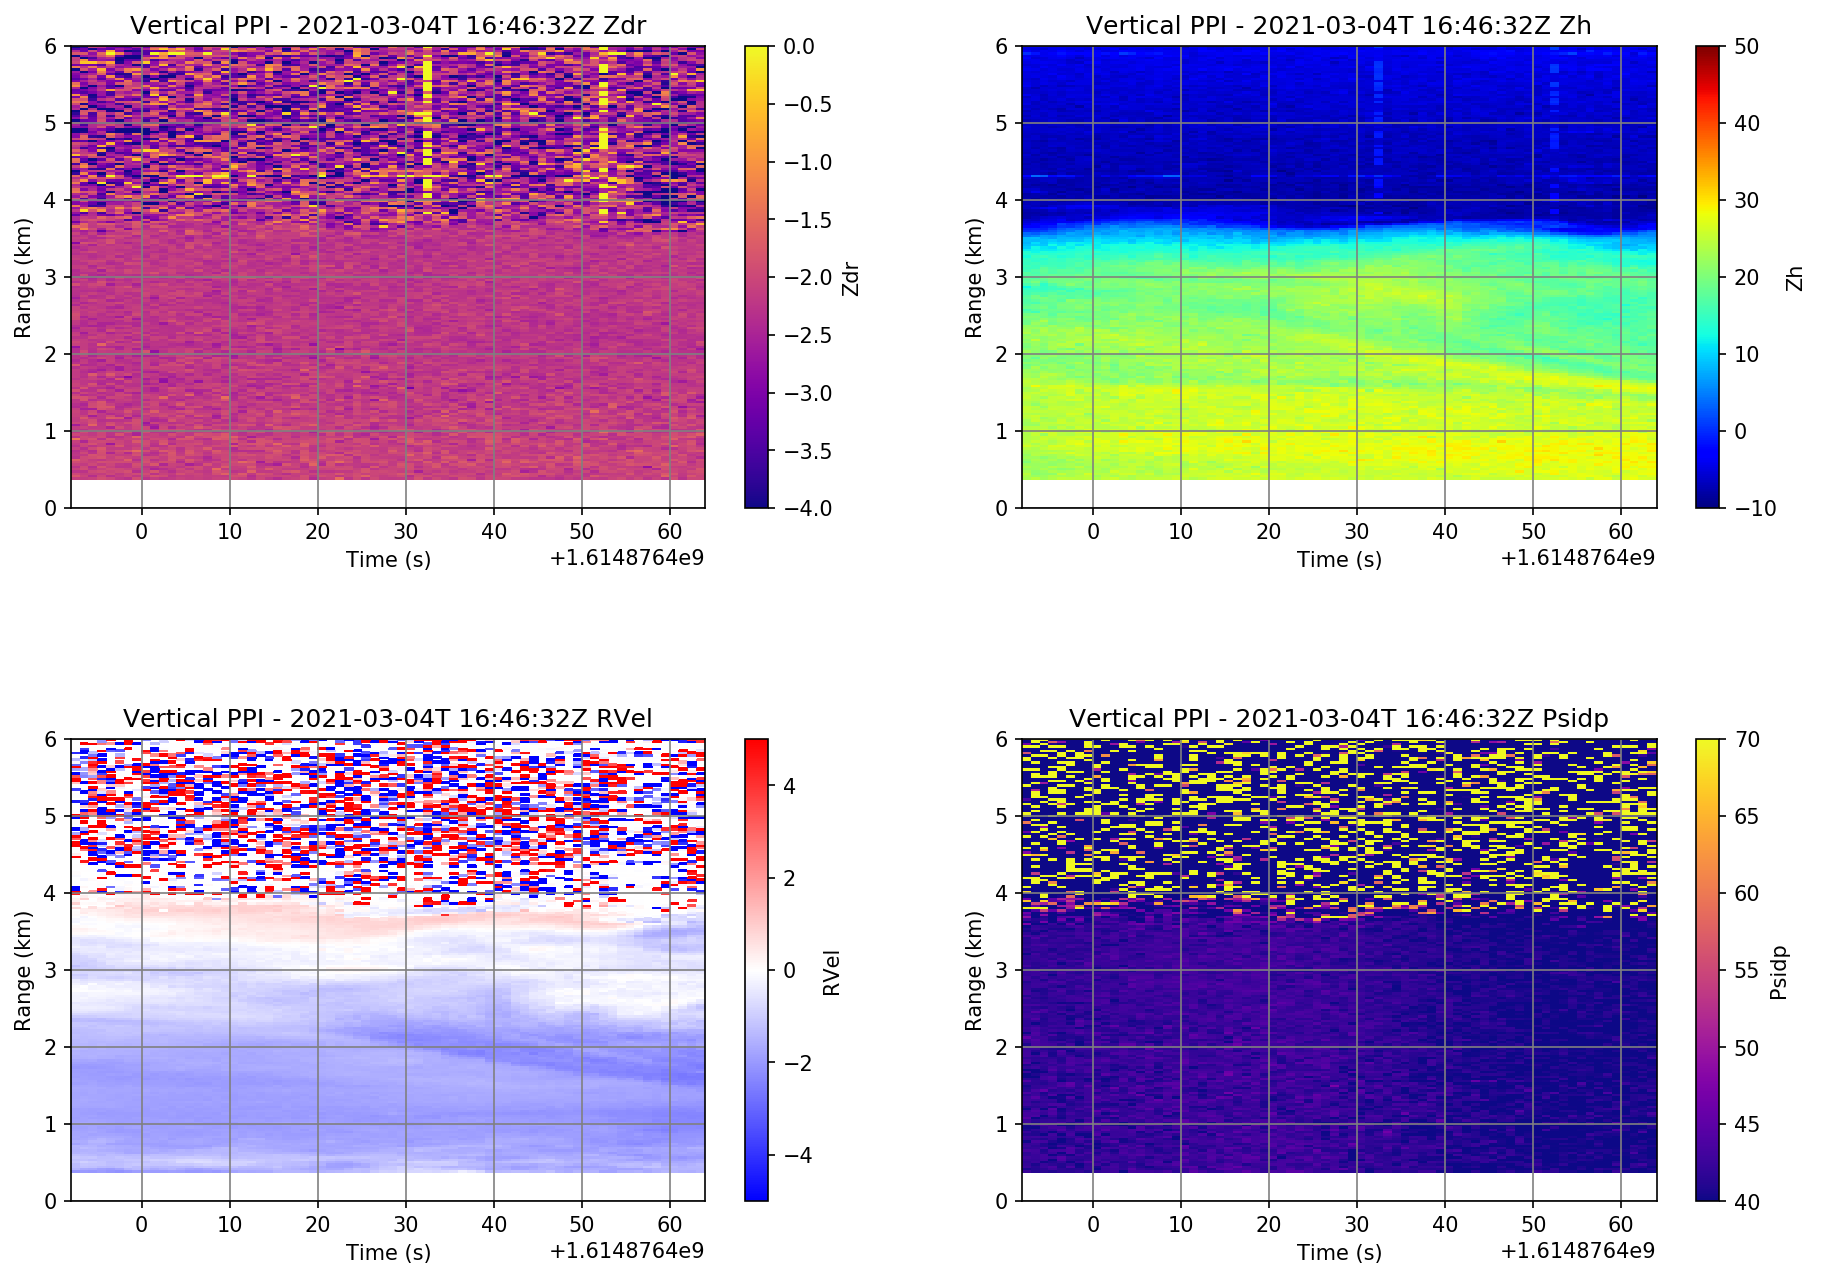 Vertical PPI - 2021-03-04T 16:46:32Z Zdr
6
5
4
3
2
1
0
Range (km)
0 10 20 30 40 50 60
Time (s)
+1.6148764e9
0.0
−0.5
−1.0
−1.5
−2.0
−2.5
−3.0
−3.5
−4.0
Zdr
Vertical PPI - 2021-03-04T 16:46:32Z Zh
6
5
4
3
2
1
0
Range (km)
0 10 20 30 40 50 60
Time (s)
+1.6148764e9
50
40
30
20
10
0
−10
Zh
Vertical PPI - 2021-03-04T 16:46:32Z RVel
6
5
4
3
2
1
0
Range (km)
0 10 20 30 40 50 60
Time (s)
+1.6148764e9
4
2
0
−2
−4
RVel
Vertical PPI - 2021-03-04T 16:46:32Z Psidp
6
5
4
3
2
1
0
Range (km)
0 10 20 30 40 50 60
Time (s)
+1.6148764e9
70
65
60
55
50
45
40
Psidp